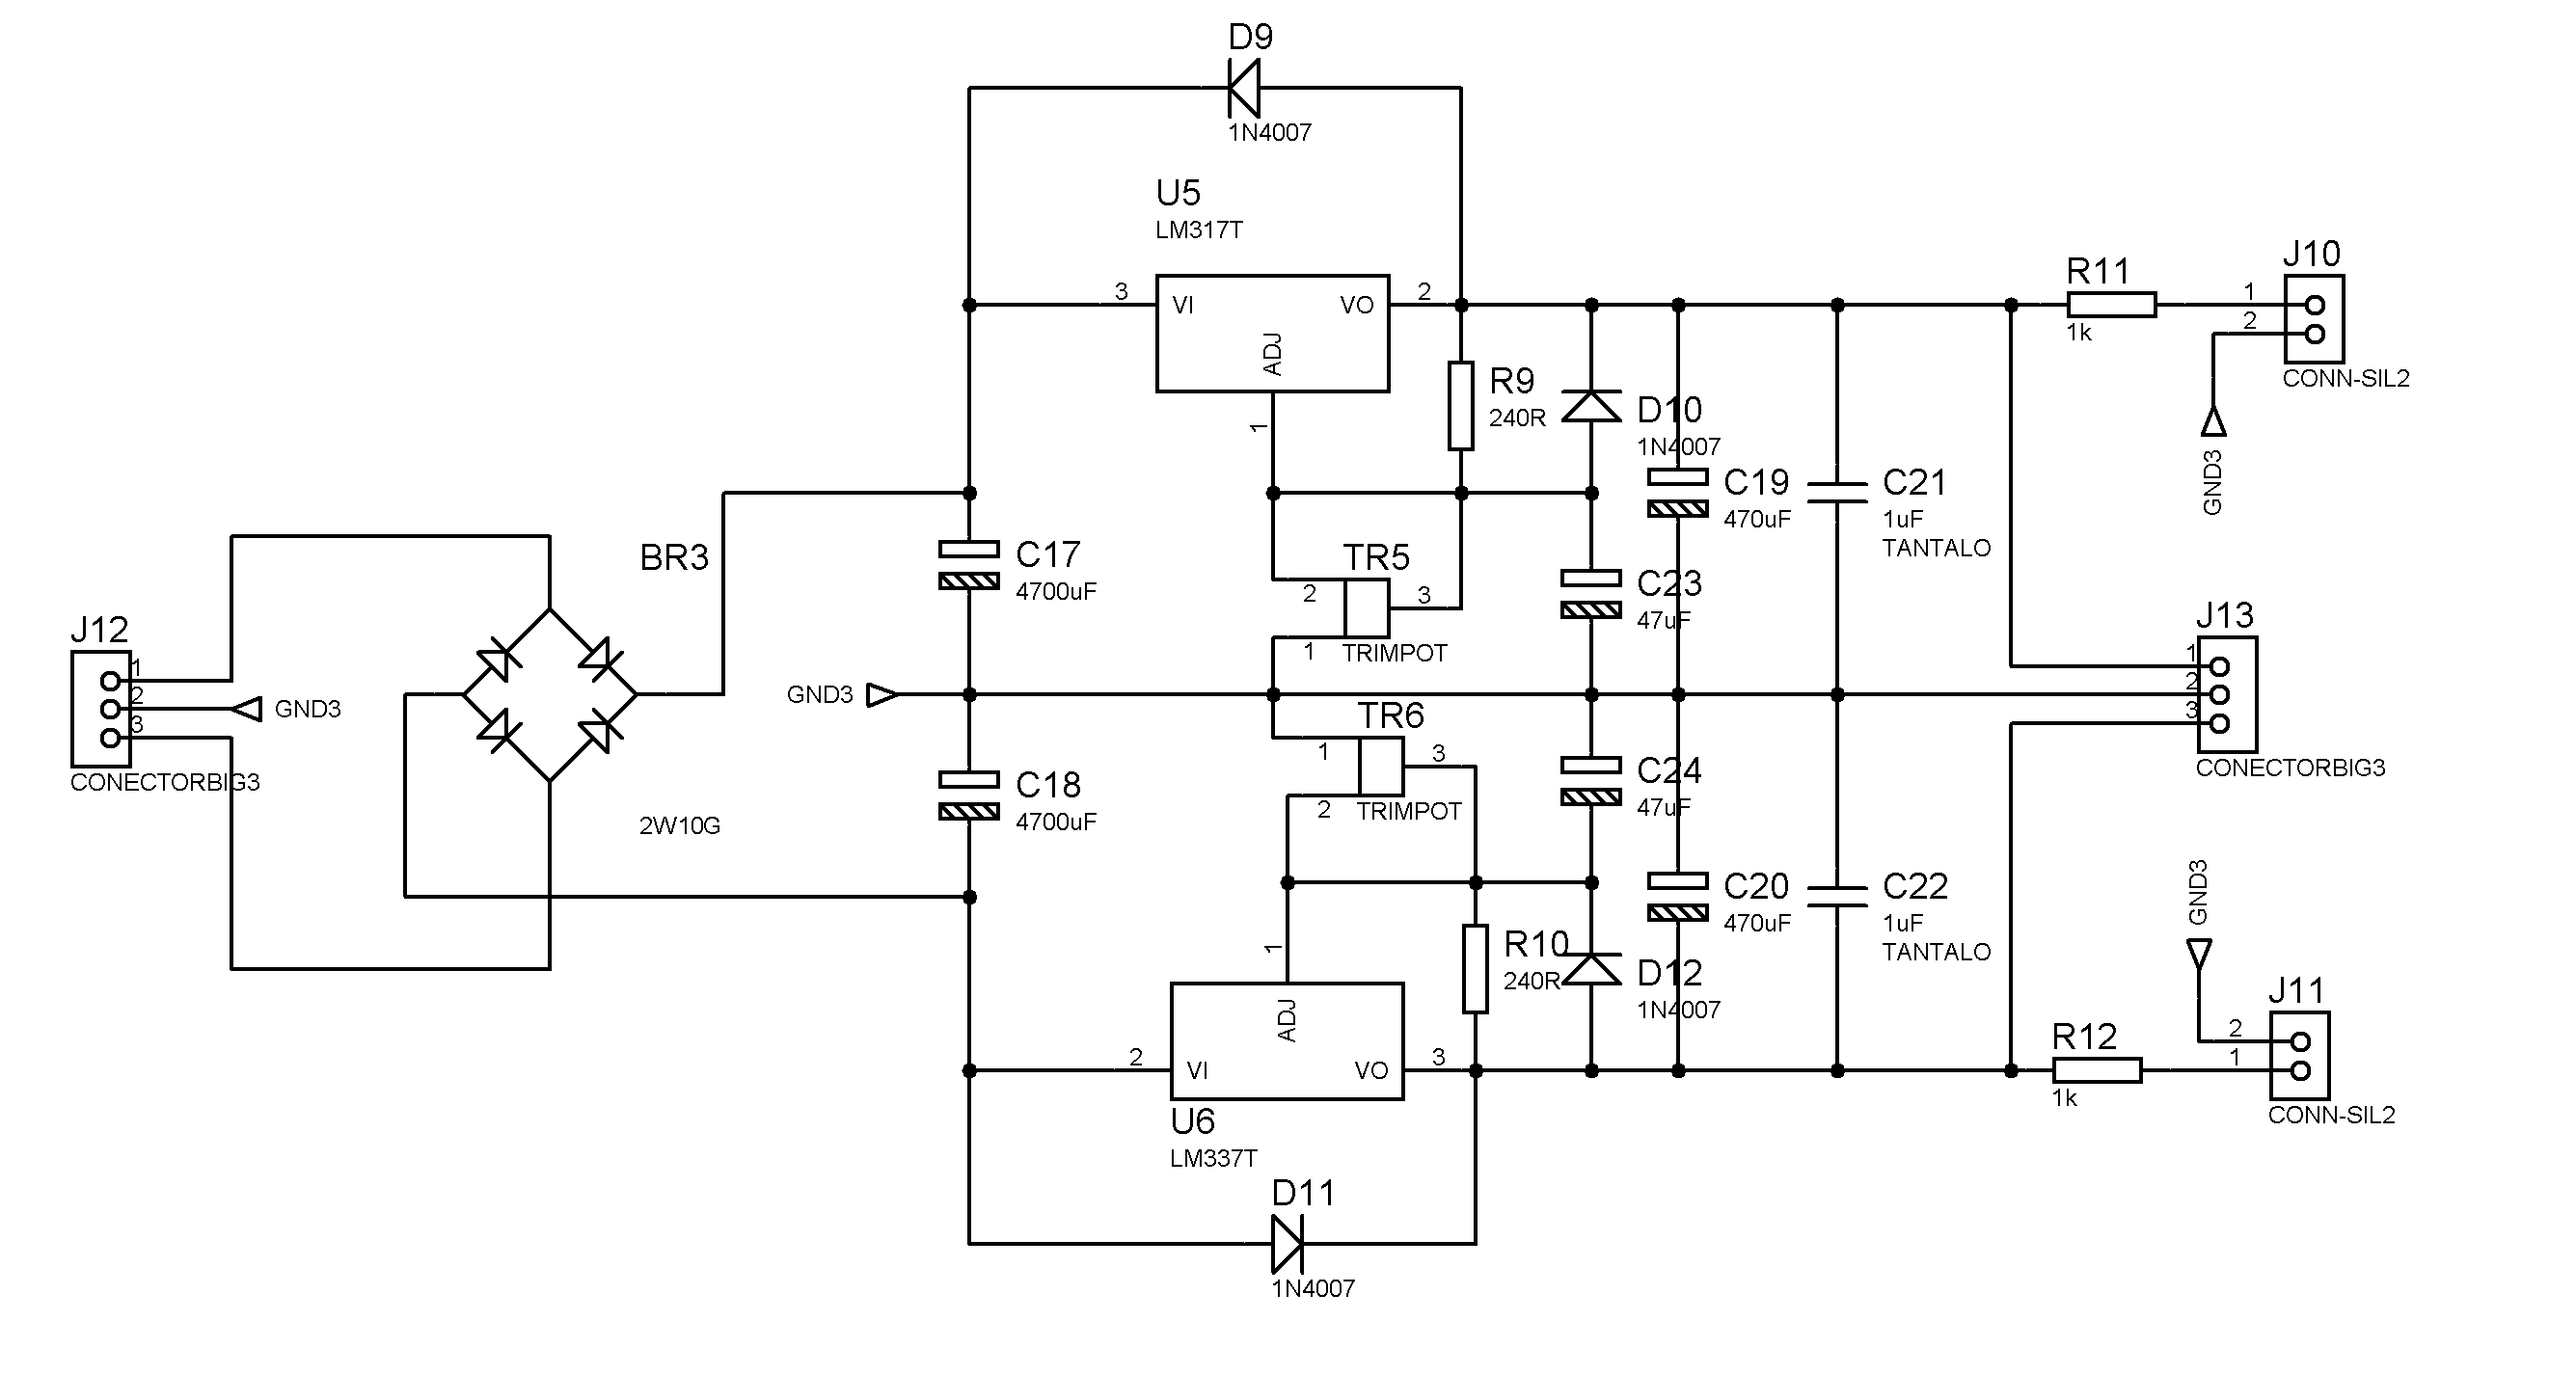 D9
1N4007
U5
LM317T
3
VI
VO
2
ADJ
1
R9
240R
D10
1N4007
C19
470uF
C21
1uF
TANTALO
R11
1k
J10
1
2
CONN-SIL2
GND3
BR3
2W10G
J12
1
2
3
GND3
CONECTORBIG3
C17
4700uF
TR5
2
3
1
TRIMPOT
C23
47uF
GND3
J13
1
2
3
CONECTORBIG3
C18
4700uF
TR6
1
3
2
TRIMPOT
C24
47uF
C20
470uF
C22
1uF
TANTALO
R10
240R
D12
1N4007
1
ADJ
2
VI
VO
3
U6
LM337T
GND3
J11
2
1
CONN-SIL2
R12
1k
D11
1N4007